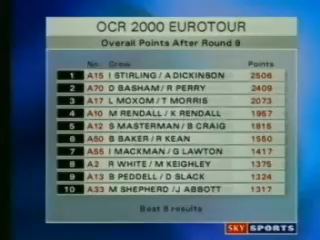 OCR 2000 EUROTOUR
Overall Points After Round 9
No Crew Points
1 A15 I STIRLING / A DICKINSON 2506
2 A70 D BASHAM / R PERRY 2409
3 A17 L MOXOM / T MORRIS 2073
4 A10 M RENDALL / K RENDALL 1957
5 A12 S MASTERMAN / B CRAIG 1815
6 A50 B BAKER / R KEAN 1550
7 A55 I MACKMAN / G LAWTON 1417
8 A2 R WHITE / M KEIGHLEY 1375
9 A13 B PEDDELL / D SLACK 1324
10 A33 M SHEPHERD / J ABBOTT 1317
Best 8 results
SKY SPORTS